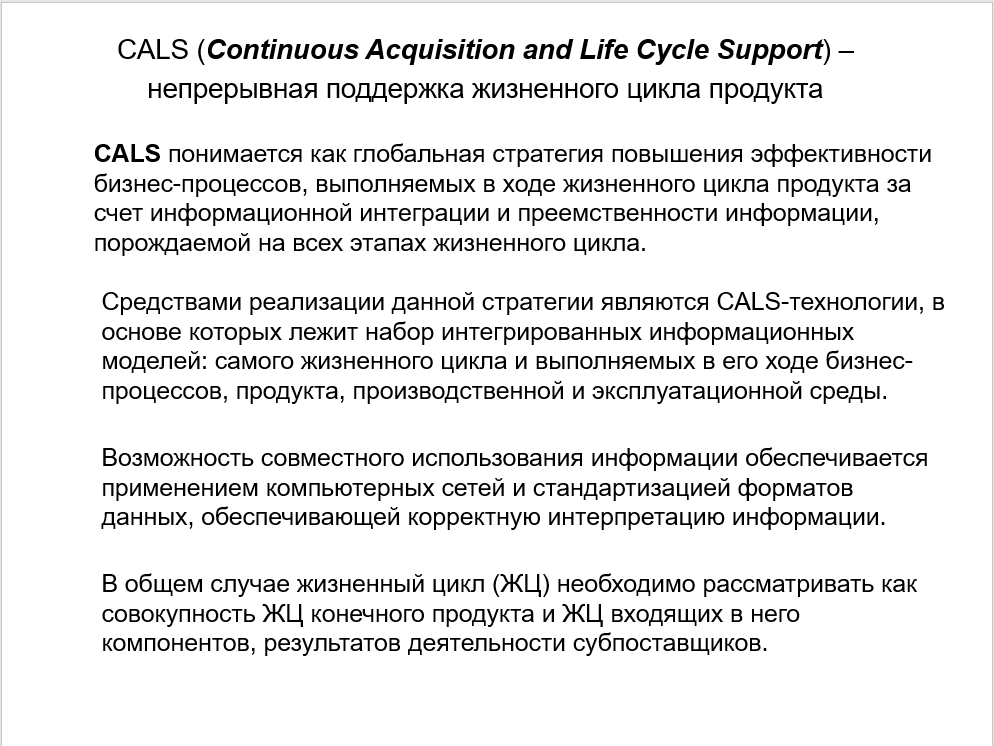 CALS (Continuous Acquisition and Life Cycle Support) –
непрерывная поддержка жизненного цикла продукта
CALS понимается как глобальная стратегия повышения эффективности
бизнес-процессов, выполняемых в ходе жизненного цикла продукта за
счет информационной интеграции и преемственности информации,
порождаемой на всех этапах жизненного цикла.
Средствами реализации данной стратегии являются CALS-технологии, в
основе которых лежит набор интегрированных информационных
моделей: самого жизненного цикла и выполняемых в его ходе бизнес-
процессов, продукта, производственной и эксплуатационной среды.
Возможность совместного использования информации обеспечивается
применением компьютерных сетей и стандартизацией форматов
данных, обеспечивающей корректную интерпретацию информации.
В общем случае жизненный цикл (ЖЦ) необходимо рассматривать как
совокупность ЖЦ конечного продукта и ЖЦ входящих в него
компонентов, результатов деятельности субпоставщиков.